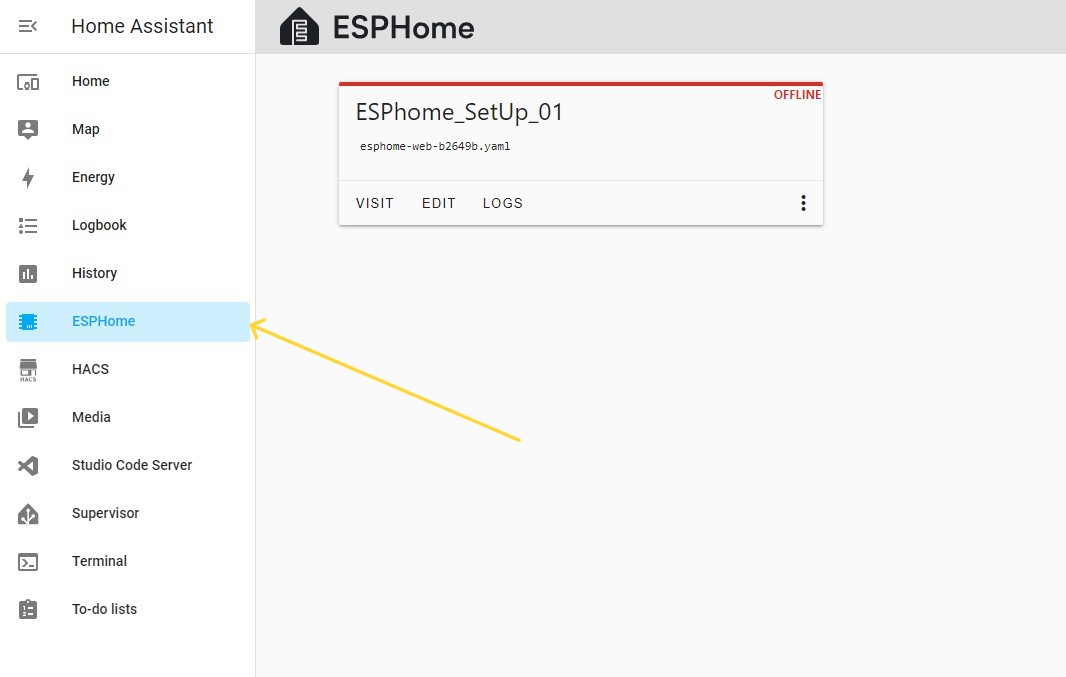 Home Assistant
Home
Map
Energy
Logbook
History
ESPHome
HACS
HACS
Media
Studio Code Server
Supervisor
Terminal
To-do lists
ESPHome
OFFLINE
ESPhome_SetUp_01
esphome-web-b2649b.yaml
VISIT EDIT LOGS